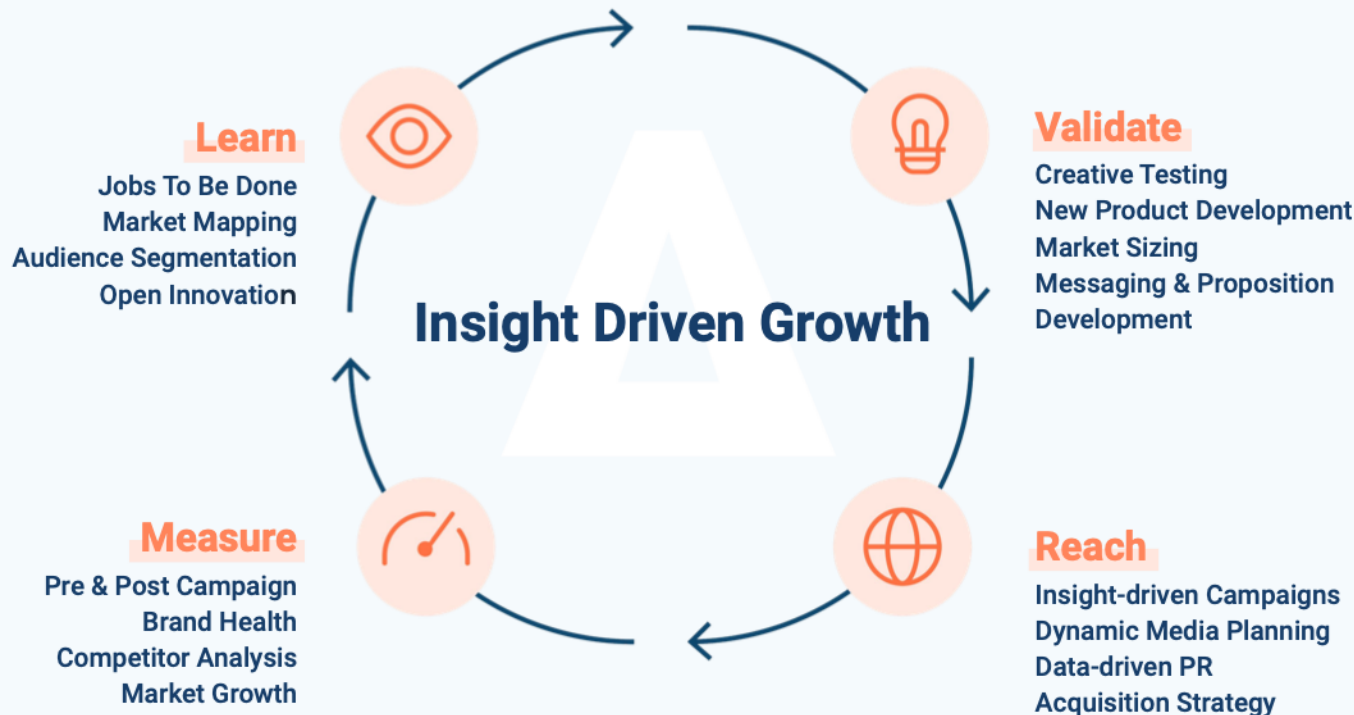 Learn
Jobs To Be Done
Market Mapping
Audience Segmentation
Open Innovation
Validate
Creative Testing
New Product Development
Market Sizing
Messaging & Proposition
Development
Insight Driven Growth
Measure
Pre & Post Campaign
Brand Health
Competitor Analysis
Market Growth
Reach
Insight-driven Campaigns
Dynamic Media Planning
Data-driven PR
Acquisition Strategy